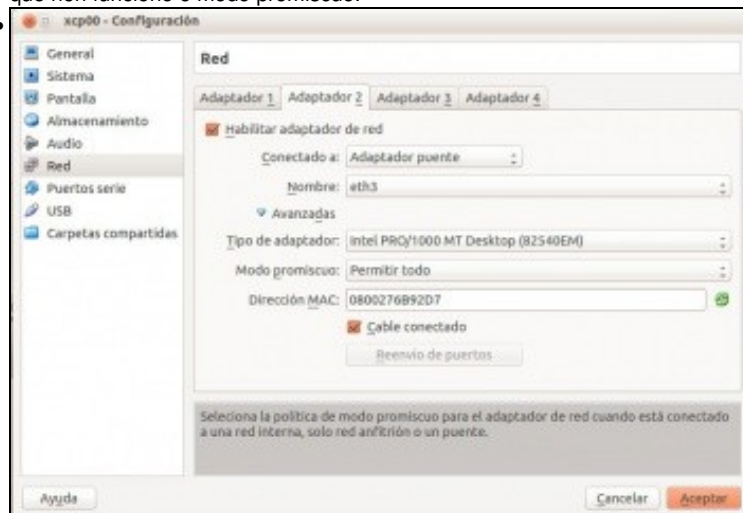 que non funcione o modo promiscuo.
xcp00 - Configuración
General
Sistema
Pantalla
Almacenamiento
Audio
Red
Puertos serie
USB
Carpetas compartidas
Red
Adaptador 1 Adaptador 2 Adaptador 3 Adaptador 4
Habilitar adaptador de red
Conectado a: Adaptador puente
Nombre: eth3
Avanzadas
Tipo de adaptador: Intel PRO/1000 MT Desktop (82540EM)
Modo promiscuo: Permitir todo
Dirección MAC: 0800276B92D7
Cable conectado
Reenvío de puertos
Selecciona la política de modo promiscuo para el adaptador de red cuando está conectado
a una red interna, solo red anfitrión o un puente.
Ayuda
Cancelar Aceptar